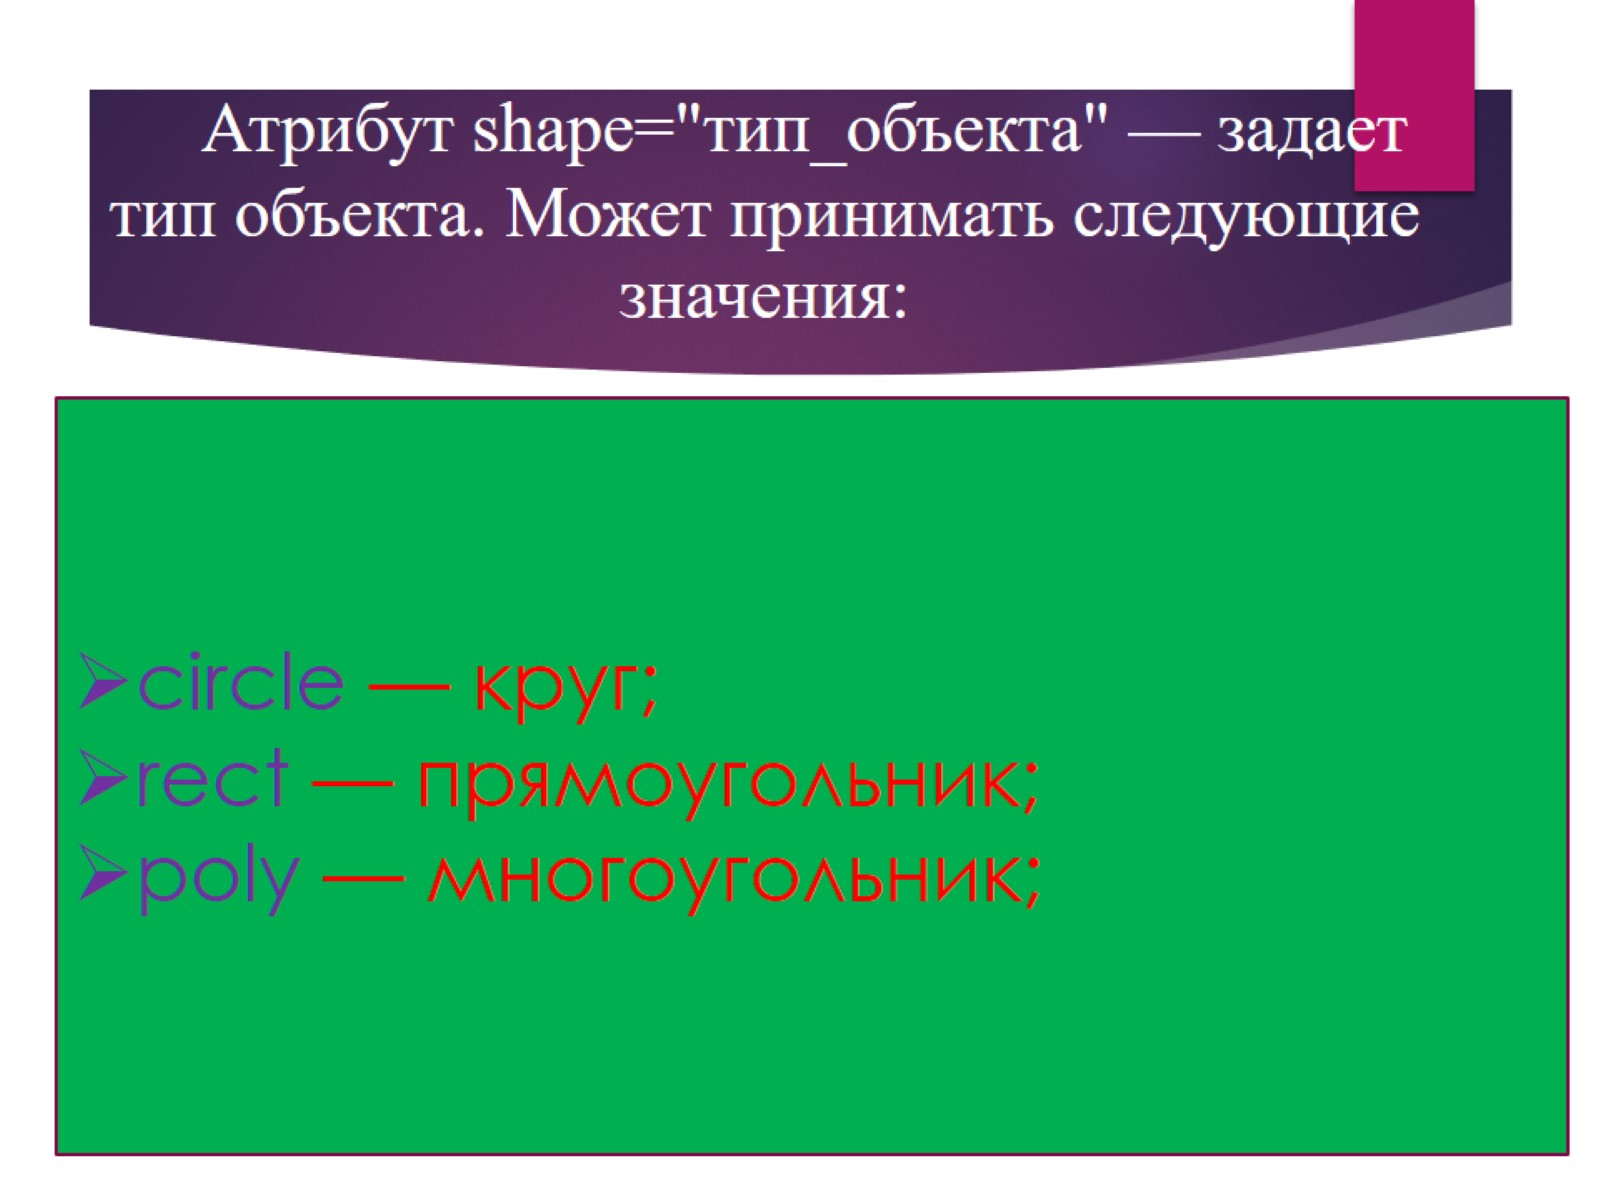 Атрибут shape="тип_объекта" — задает
тип объекта. Может принимать следующие
значения:
circle — круг;
rect — прямоугольник;
poly — многоугольник;